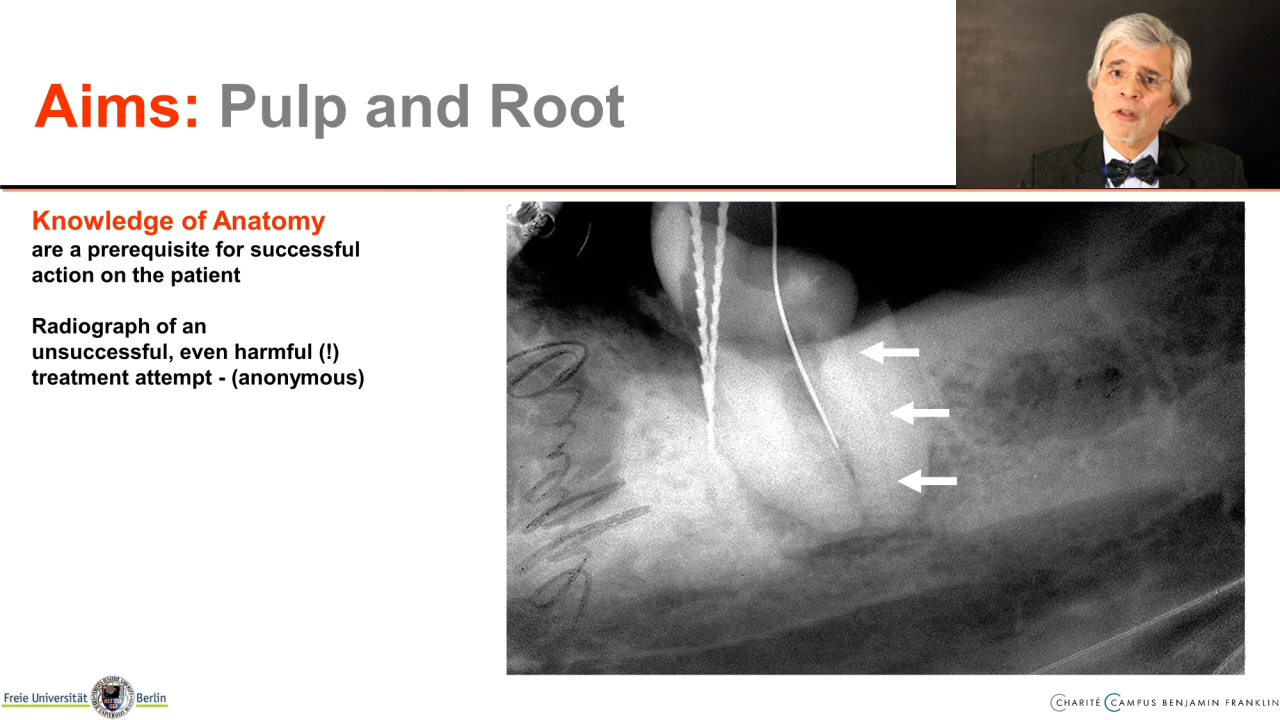 Aims: Pulp and Root
Knowledge of Anatomy
are a prerequisite for successful
action on the patient
Radiograph of an
unsuccessful, even harmful (!)
treatment attempt - (anonymous)
Freie Universität Berlin
CHARITÉ CAMPUS BENJAMIN FRANKLIN